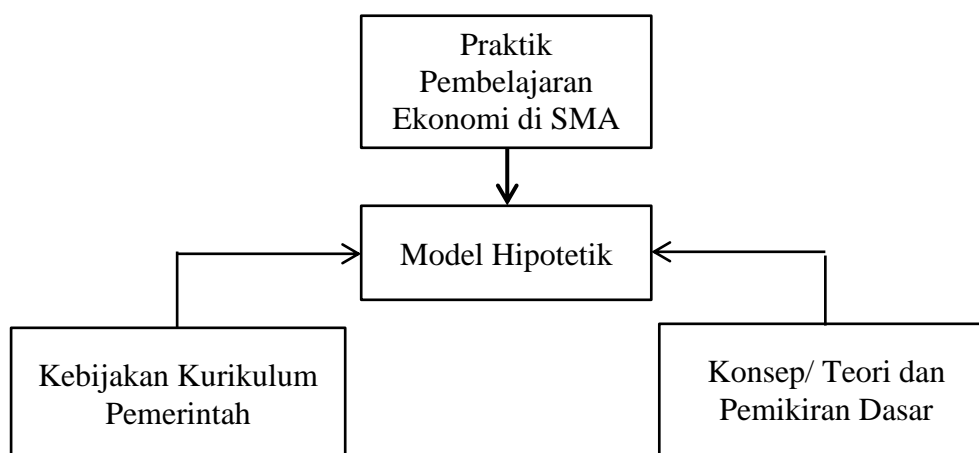 Praktik
Pembelajaran
Ekonomi di SMA
Model Hipotetik
Kebijakan Kurikulum
Pemerintah
Konsep/ Teori dan
Pemikiran Dasar